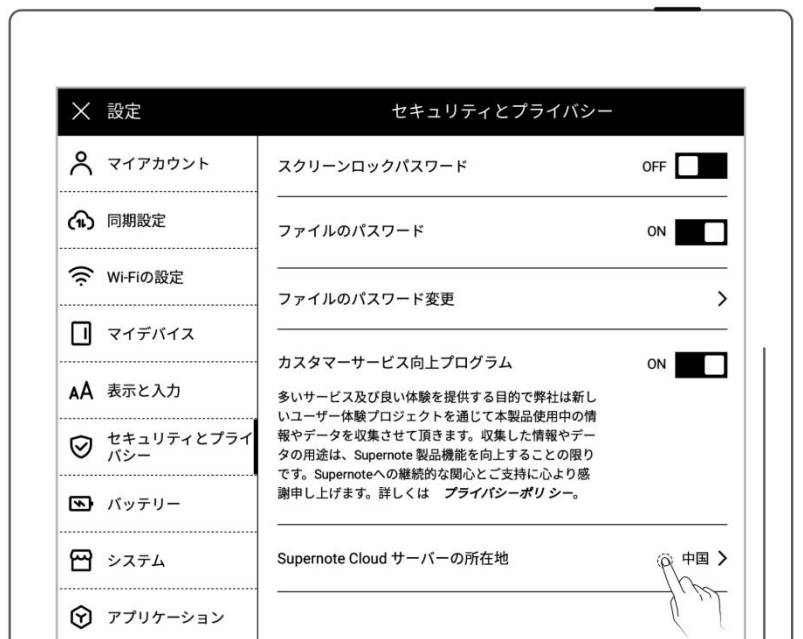 設定
セキュリティとプライバシー
マイアカウント
同期設定
Wi-Fiの設定
マイデバイス
表示と入力
セキュリティとプライ
バシー
バッテリー
システム
アプリケーション
スクリーンロックパスワード OFF
ファイルのパスワード ON
ファイルのパスワード変更
カスタマーサービス向上プログラム ON
多いサービス及び良い体験を提供する目的で弊社は新し
いユーザー体験プロジェクトを通じて本製品使用中の情
報やデータを収集させて頂きます。収集した情報やデー
タの用途は、Supernote 製品機能を向上することの限り
です。Supernoteへの継続的な関心とご支持に心より感
謝申し上げます。詳しくは プライバシーポリシー。
Supernote Cloud サーバーの所在地 中国